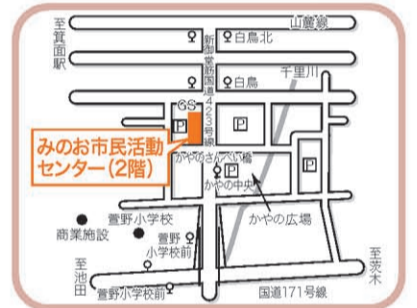 山麓線
至箕面駅
白鳥北
新御堂筋国道423号線
白鳥
千里川
GS
P
P
みのお市民活動
センター(2階)
かやのさんぺい橋
P
かやの中央
かやの広場
萱野小学校
商業施設
萱野
小学校前
至池田
萱野小学校前
国道171号線
至茨木